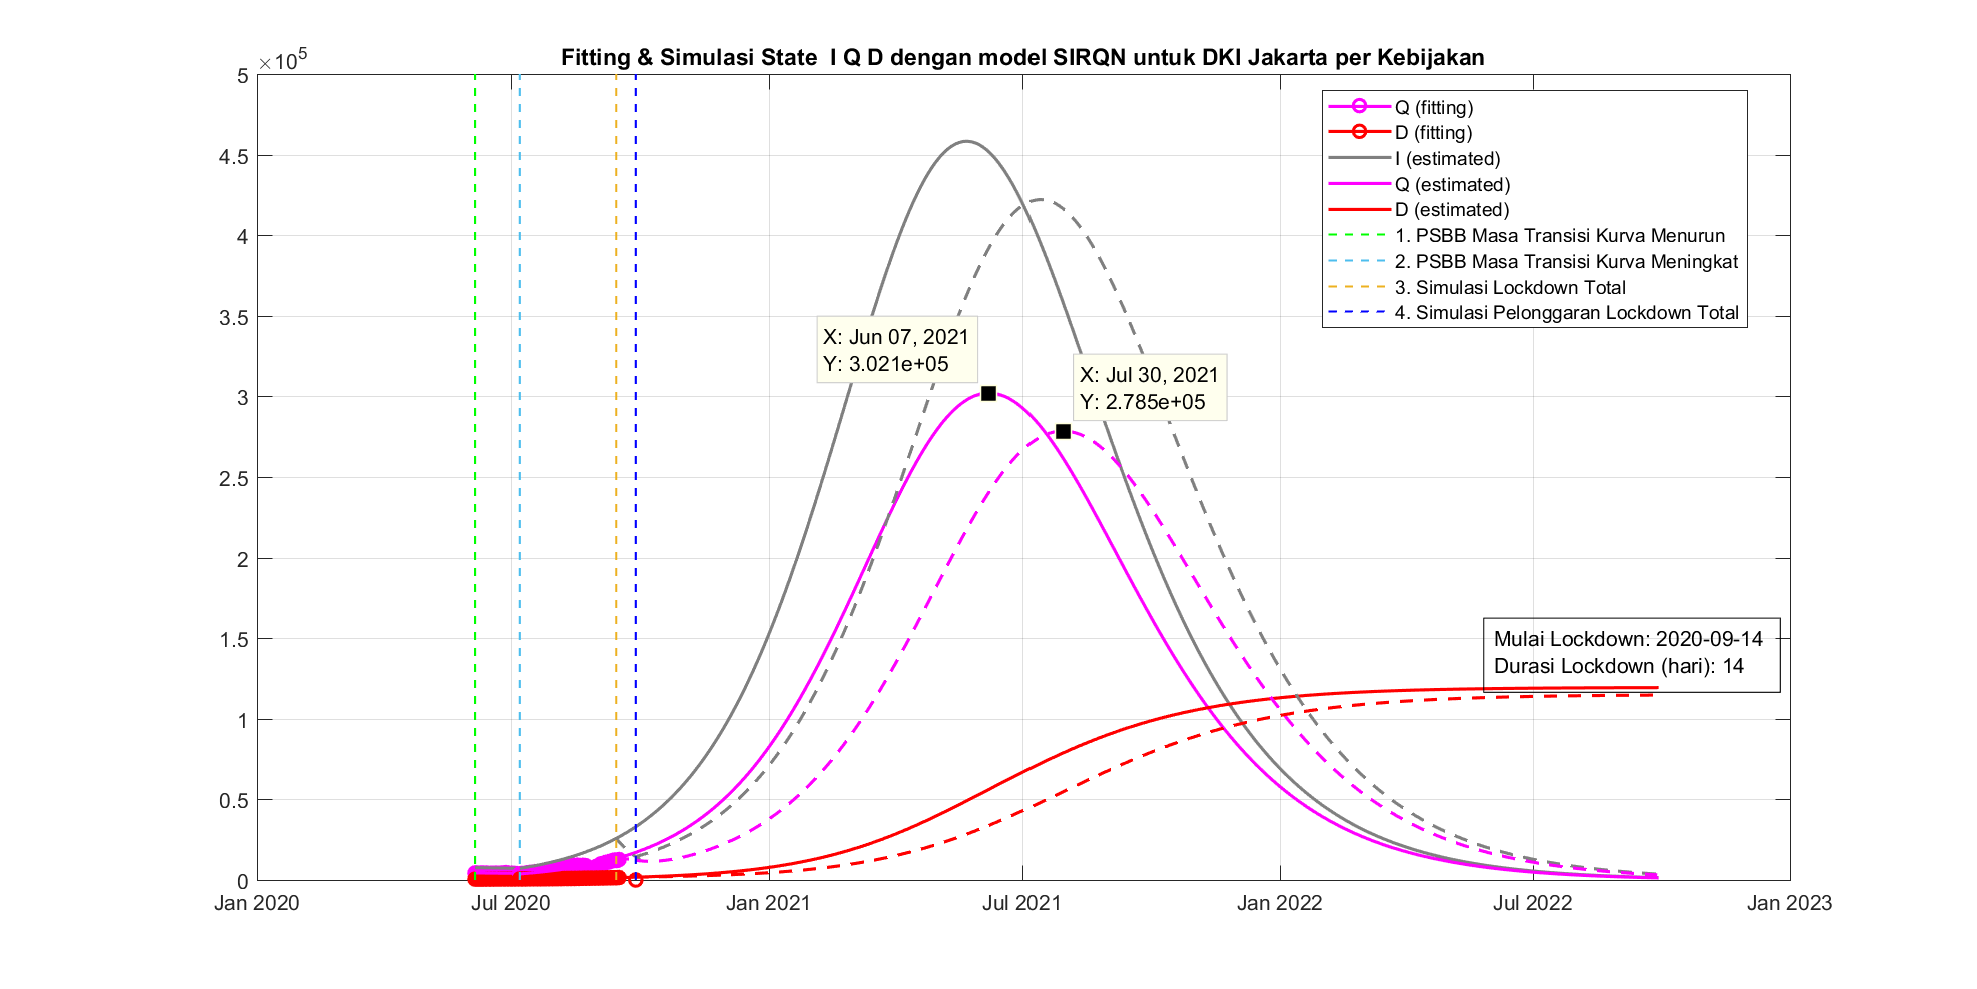 Fitting & Simulasi State I Q D dengan model SIRQN untuk DKI Jakarta per Kebijakan
×10^5
5
4.5
4
3.5
3
2.5
2
1.5
1
0.5
0
Q (fitting)
D (fitting)
I (estimated)
Q (estimated)
D (estimated)
1. PSBB Masa Transisi Kurva Menurun
2. PSBB Masa Transisi Kurva Meningkat
3. Simulasi Lockdown Total
4. Simulasi Pelonggaran Lockdown Total
X: Jun 07, 2021
Y: 3.021e+05
X: Jul 30, 2021
Y: 2.785e+05
Mulai Lockdown: 2020-09-14
Durasi Lockdown (hari): 14
Jan 2020 Jul 2020 Jan 2021 Jul 2021 Jan 2022 Jul 2022 Jan 2023